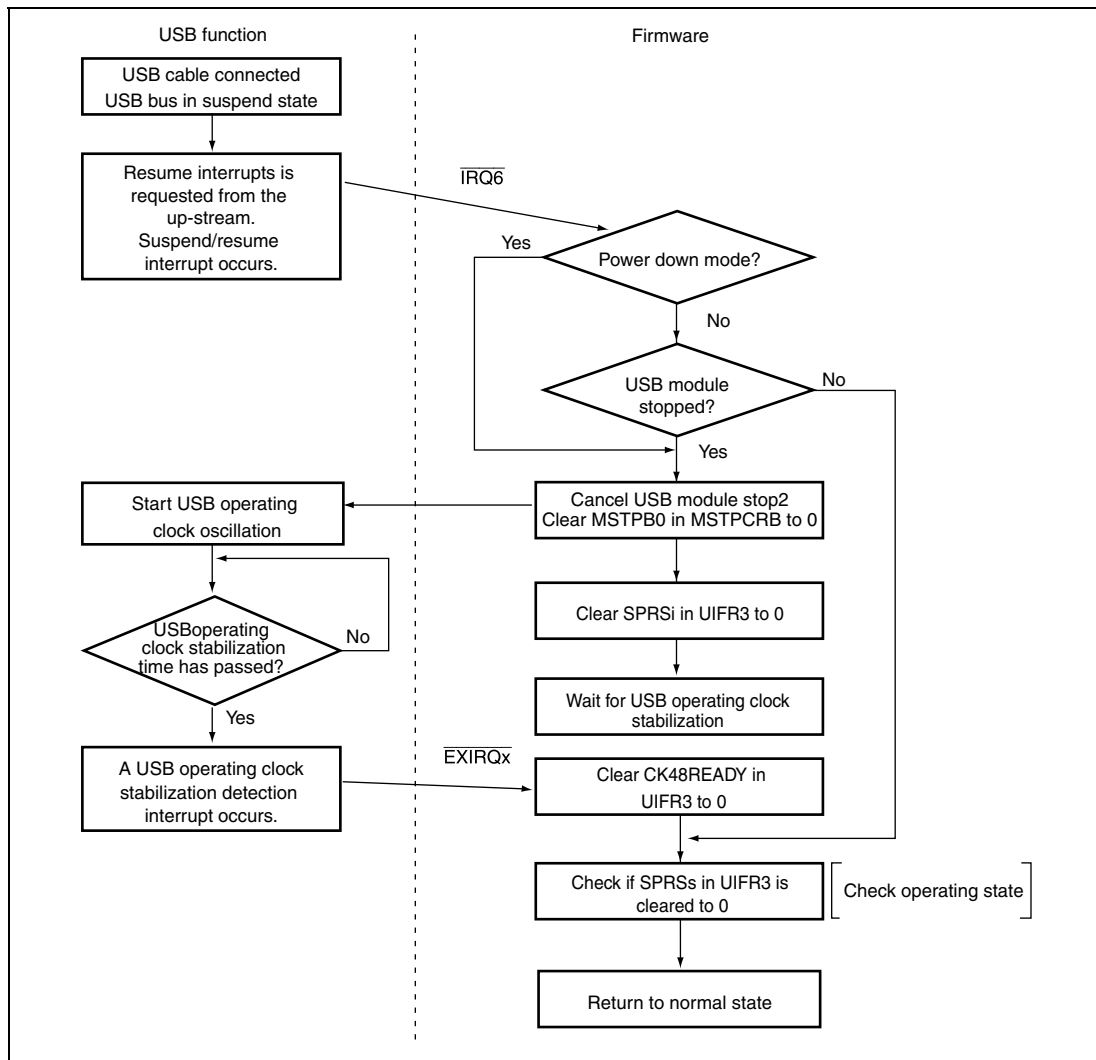 USB function
Firmware
USB cable connected
USB bus in suspend state
Resume interrupts is
requested from the
up-stream.
Suspend/resume
interrupt occurs.
IRQ6
Power down mode?
Yes
No
USB module
stopped?
No
Yes
Cancel USB module stop2
Clear MSTPB0 in MSTPCRB to 0
Start USB operating
clock oscillation
Clear SPRSi in UIFR3 to 0
USBoperating
clock stabilization
time has passed?
No
Yes
Wait for USB operating clock
stabilization
A USB operating clock
stabilization detection
interrupt occurs.
EXIRQx
Clear CK48READY in
UIFR3 to 0
Check if SPRSs in UIFR3 is
cleared to 0
Check operating state
Return to normal state